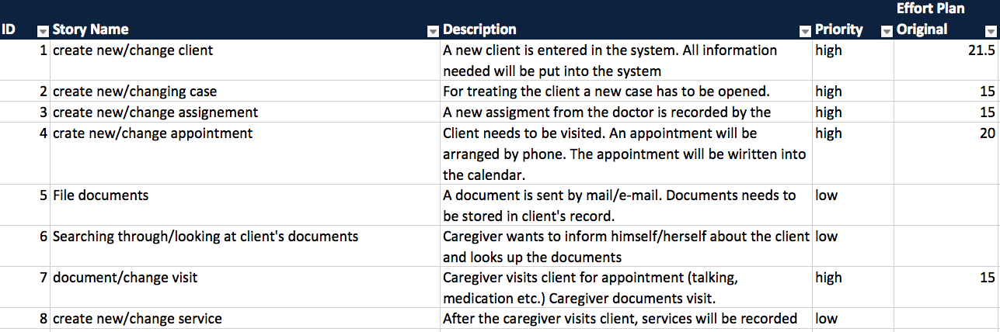 Effort Plan
ID Story Name Description Priority Original
1 create new/change client A new client is entered in the system. All information high 21.5
needed will be put into the system
2 create new/changing case For treating the client a new case has to be opened. high 15
3 create new/change assignement A new assigment from the doctor is recorded by the high 15
4 crate new/change appointment Client needs to be visited. An appointment will be high 20
arranged by phone. The appointment will be wiritten into
the calendar.
5 File documents A document is sent by mail/e-mail. Documents needs to low
be stored in client's record.
6 Searching through/looking at client's documents Caregiver wants to inform himself/herself about the client low
and looks up the documents
7 document/change visit Caregiver visits client for appointment (talking, high 15
medication etc.) Caregiver documents visit.
8 create new/change service After the caregiver visits client, services will be recorded low